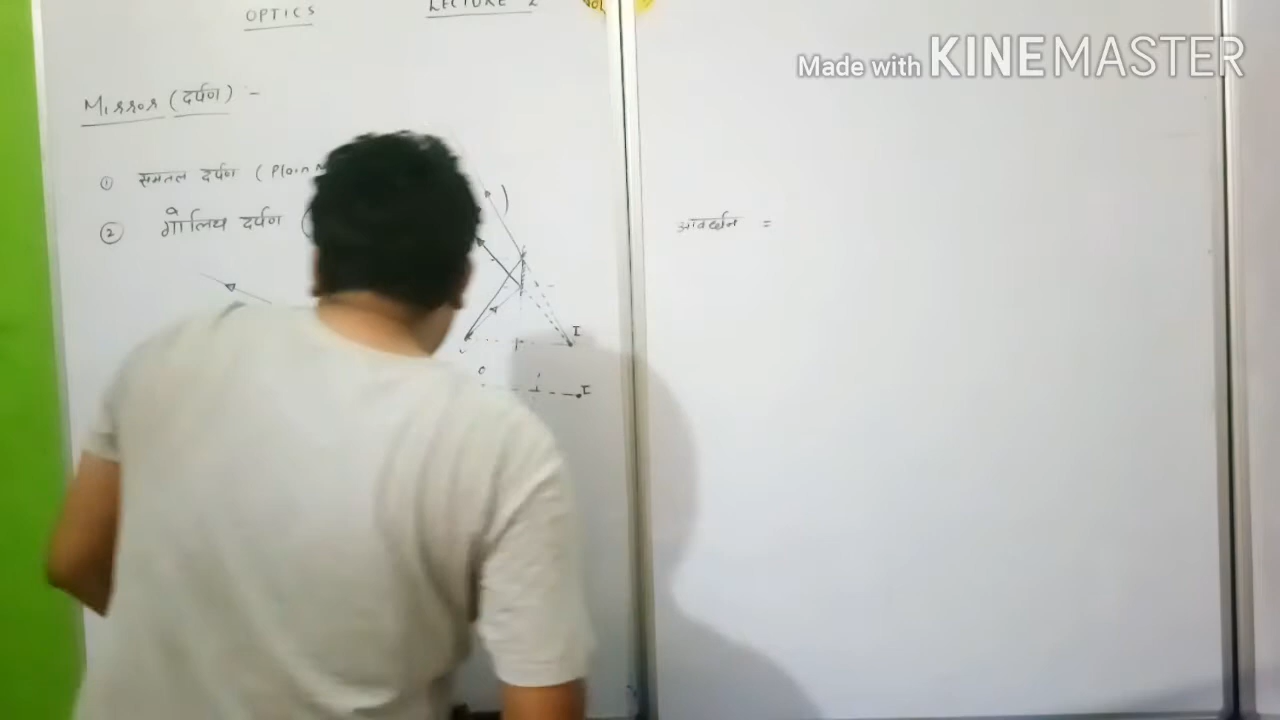 OPTICS LECTURE 2
Made with KINEMASTER
Mirror (दर्पण) :-
① समतल दर्पण ( Plain
② गोलिय दर्पण (
)
आवर्धन =
I
O
I